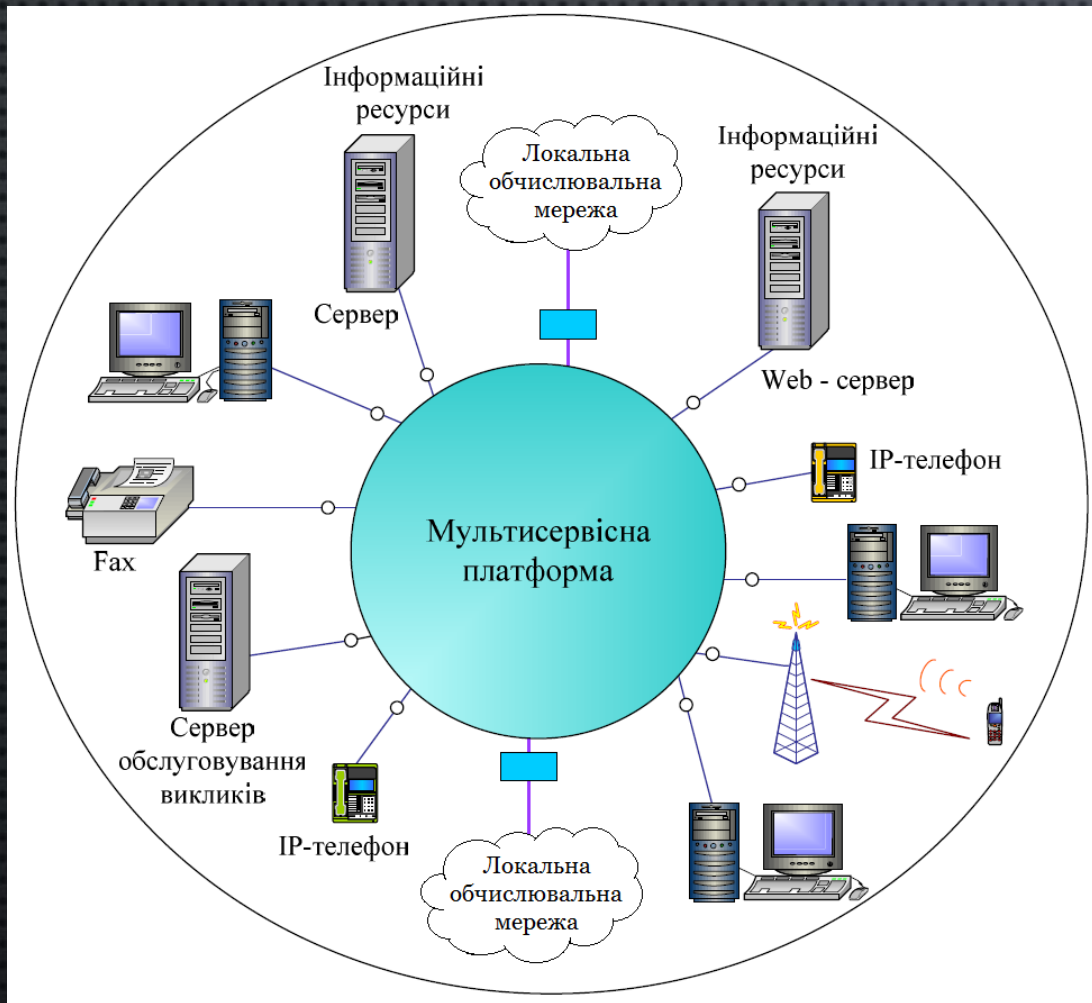 Інформаційні
ресурси
Сервер
Локальна
обчислювальна
мережа
Інформаційні
ресурси
Web - сервер
IP-телефон
Fax
Мультисервісна
платформа
Сервер
обслуговування
викликів
IP-телефон
Локальна
обчислювальна
мережа